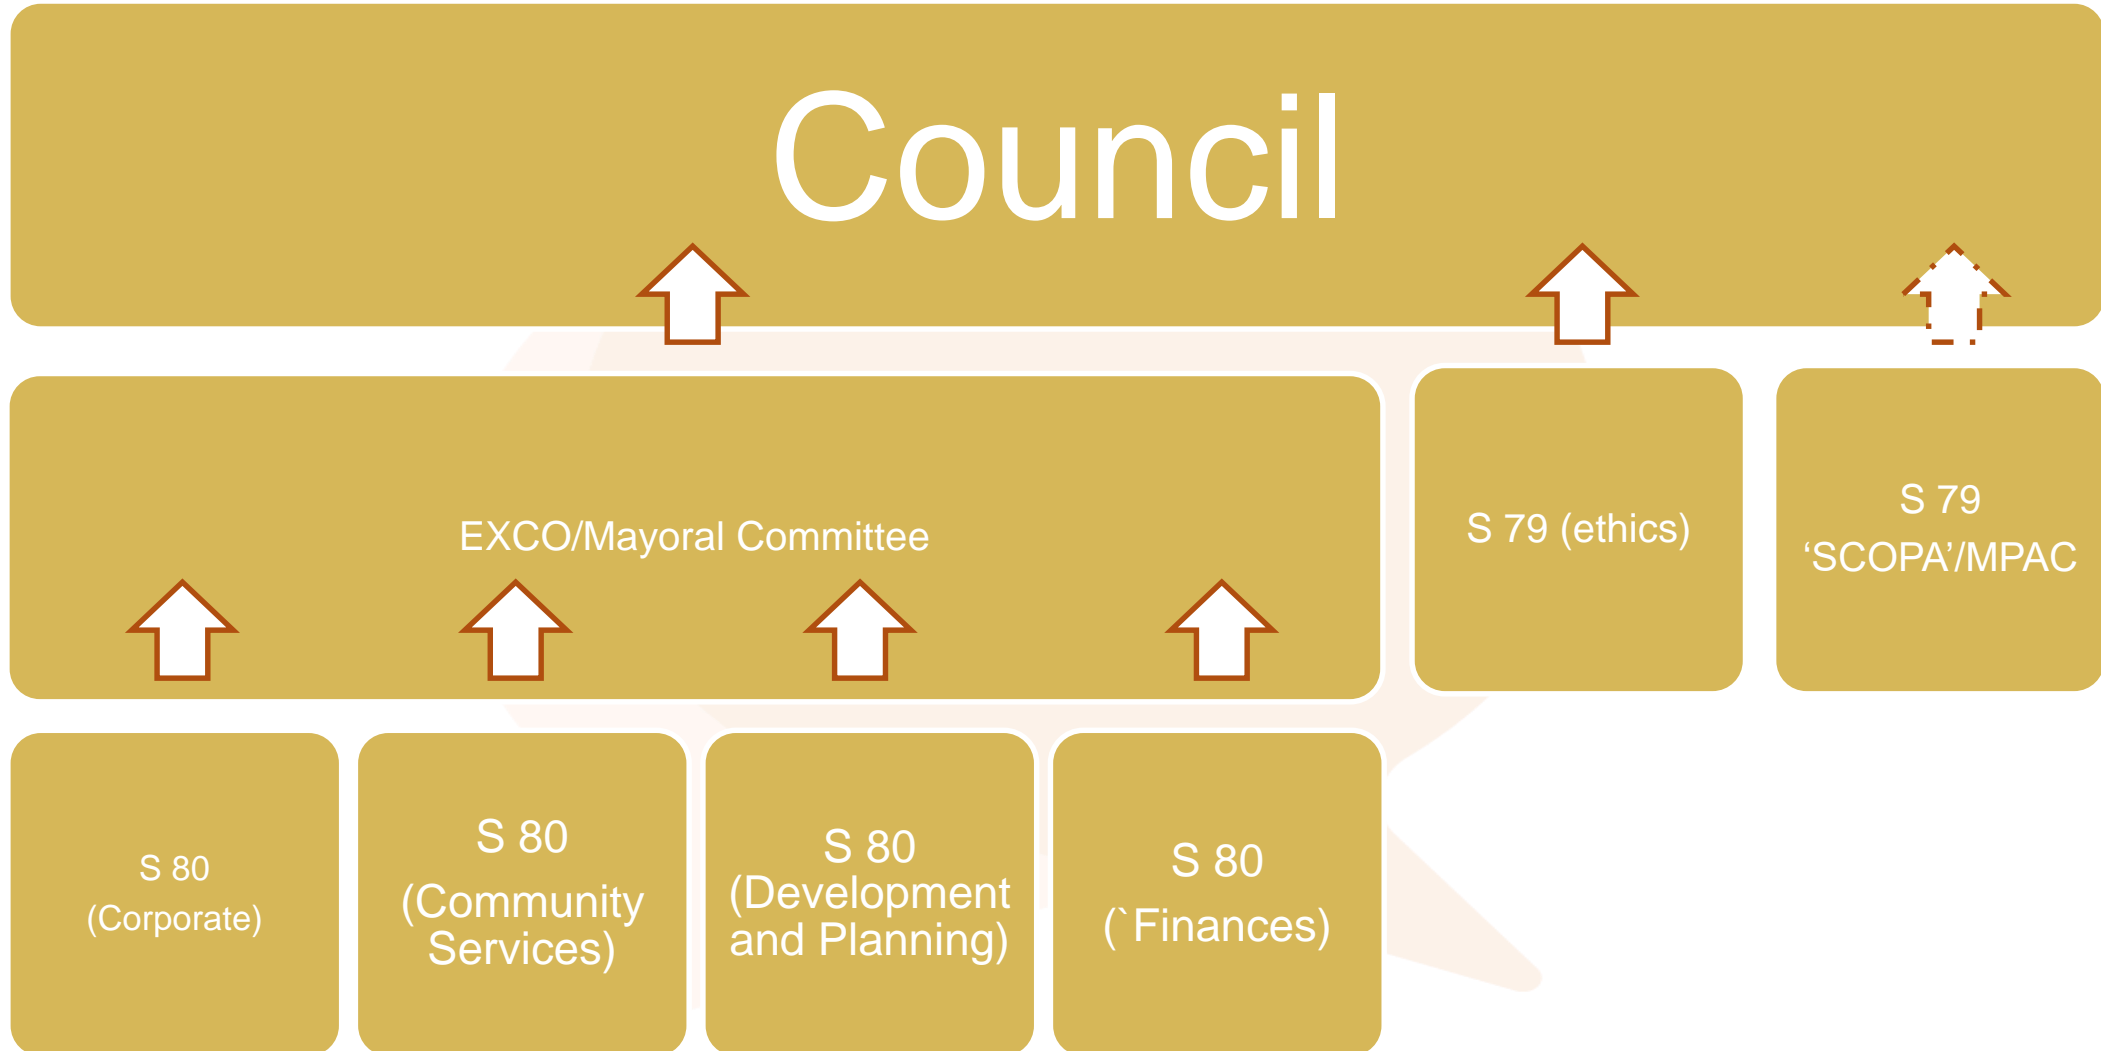 Council
EXCO/Mayoral Committee
S 79 (ethics)
S 79
‘SCOPA’/MPAC
S 80
(Corporate)
S 80
(Community
Services)
S 80
(Development
and Planning)
S 80
(`Finances)